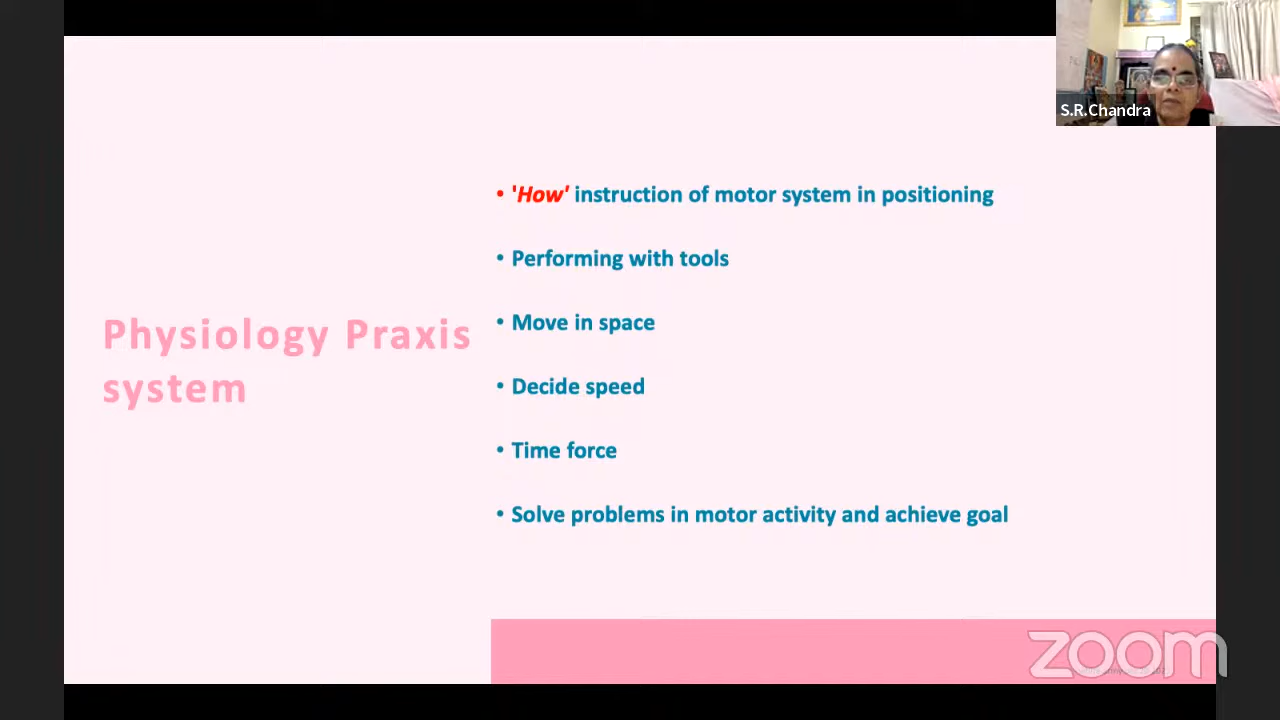 S.R.Chandra
• 'How' instruction of motor system in positioning
• Performing with tools
• Move in space
Physiology Praxis
system
• Decide speed
• Time force
• Solve problems in motor activity and achieve goal
zoom